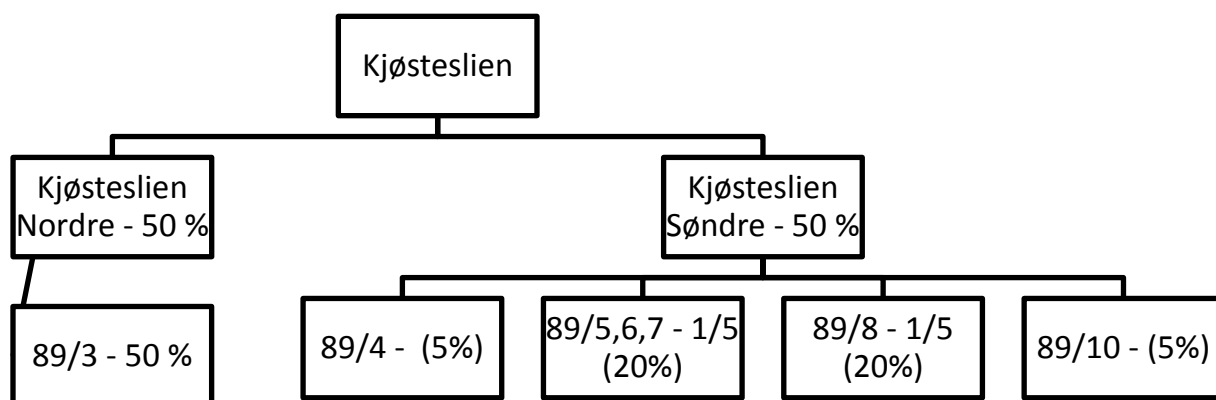 Kjøsteslien
Kjøsteslien
Nordre - 50 %
Kjøsteslien
Søndre - 50 %
89/3 - 50 %
89/4 -  (5%)
89/5,6,7 - 1/5
(20%)
89/8 - 1/5
(20%)
89/10 - (5%)